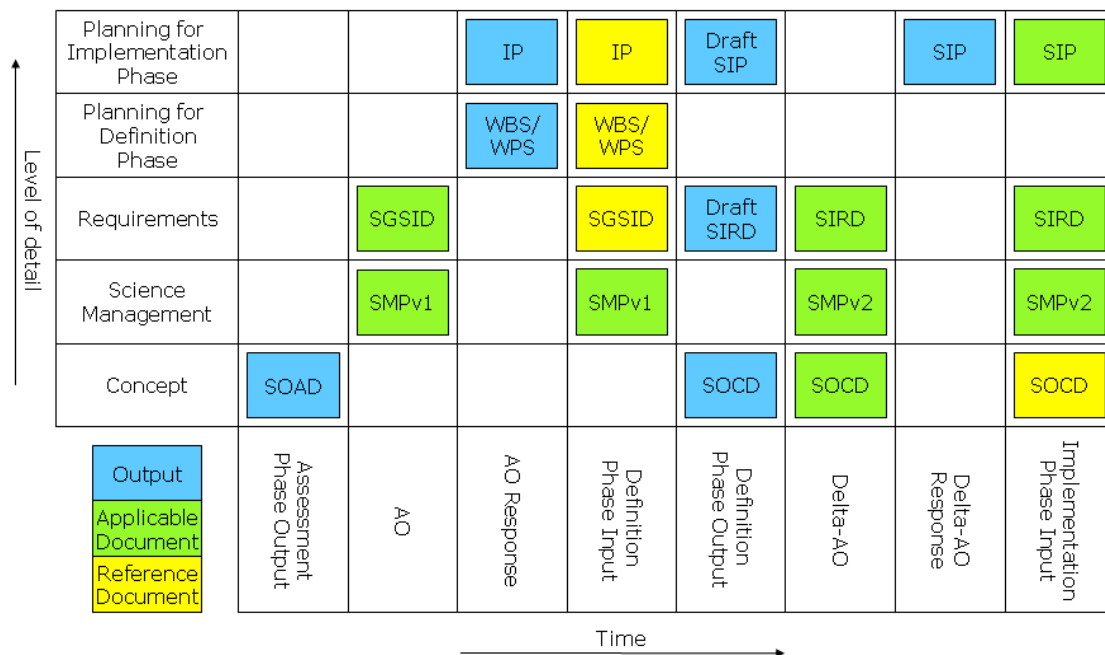 Planning for
Implementation
Phase
IP
IP
Draft
SIP
SIP
SIP
Planning for
Definition
Phase
WBS/
WPS
WBS/
WPS
Requirements
SGSID
SGSID
Draft
SIRD
SIRD
SIRD
Science
Management
SMPv1
SMPv1
SMPv2
SMPv2
Concept
SOAD
SOCD
SOCD
SOCD
Level of detail
Output
Applicable
Document
Reference
Document
Assessment
Phase Output
AO
AO Response
Definition
Phase Input
Definition
Phase Output
Delta-AO
Delta-AO
Response
Implementation
Phase Input
Time